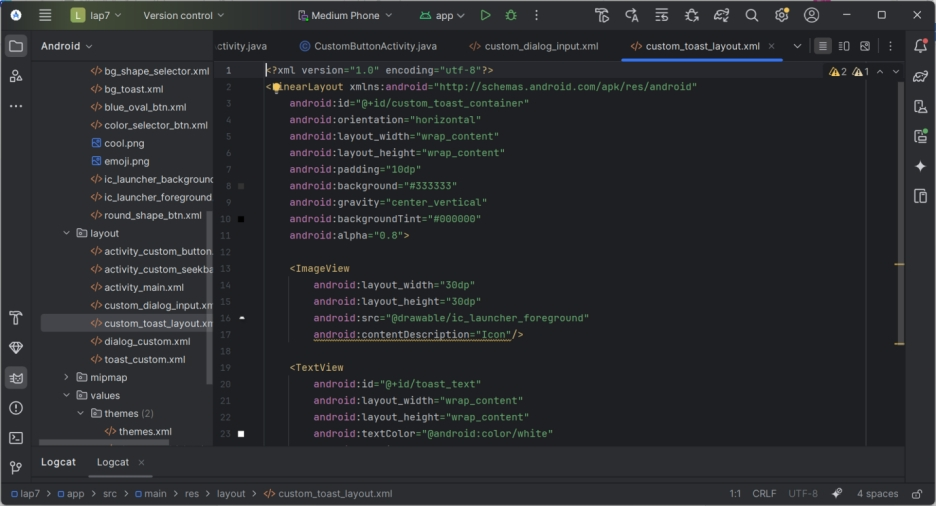 L lap7 Version control Medium Phone app
Android
ctivity.java CustomButtonActivity.java custom_dialog_input.xml custom_toast_layout.xml
bg_shape_selector.xml
bg_toast.xml
blue_oval_btn.xml
color_selector_btn.xml
cool.png
emoji.png
ic_launcher_background
ic_launcher_foreground.
round_shape_btn.xml
layout
activity_custom_button.
activity_custom_seekba
activity_main.xml
custom_dialog_input.xm
custom_toast_layout.xm
dialog_custom.xml
toast_custom.xml
mipmap
values
themes (2)
themes.xml
1 <?xml version="1.0" encoding="utf-8"?>
2 <LinearLayout xmlns:android="http://schemas.android.com/apk/res/android"
3 android:id="@+id/custom_toast_container"
4 android:orientation="horizontal"
5 android:layout_width="wrap_content"
6 android:layout_height="wrap_content"
7 android:padding="10dp"
8 android:background="#333333"
9 android:gravity="center_vertical"
10 android:backgroundTint="#000000"
11 android:alpha="0.8">
12
13 <ImageView
14 android:layout_width="30dp"
15 android:layout_height="30dp"
16 android:src="@drawable/ic_launcher_foreground"
17 android:contentDescription="Icon"/>
18
19 <TextView
20 android:id="@+id/toast_text"
21 android:layout_width="wrap_content"
22 android:layout_height="wrap_content"
23 android:textColor="@android:color/white"
2 1
Logcat Logcat
lap7 > app > src > main > res > layout > custom_toast_layout.xml 1:1 CRLF UTF-8 4 spaces